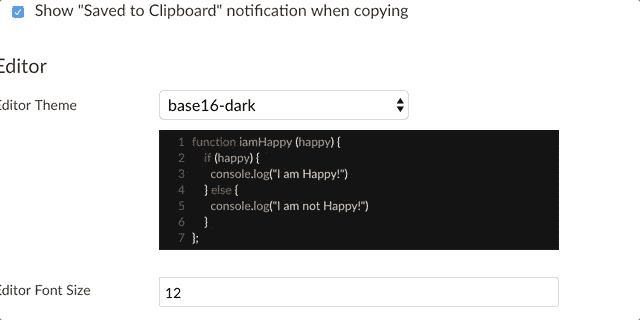 Show "Saved to Clipboard" notification when copying
Editor
Editor Theme
base16-dark
1 function iamHappy (happy) {
2 if (happy) {
3 console.log("I am Happy!")
4 } else {
5 console.log("I am not Happy!")
6 }
7 };
Editor Font Size
12